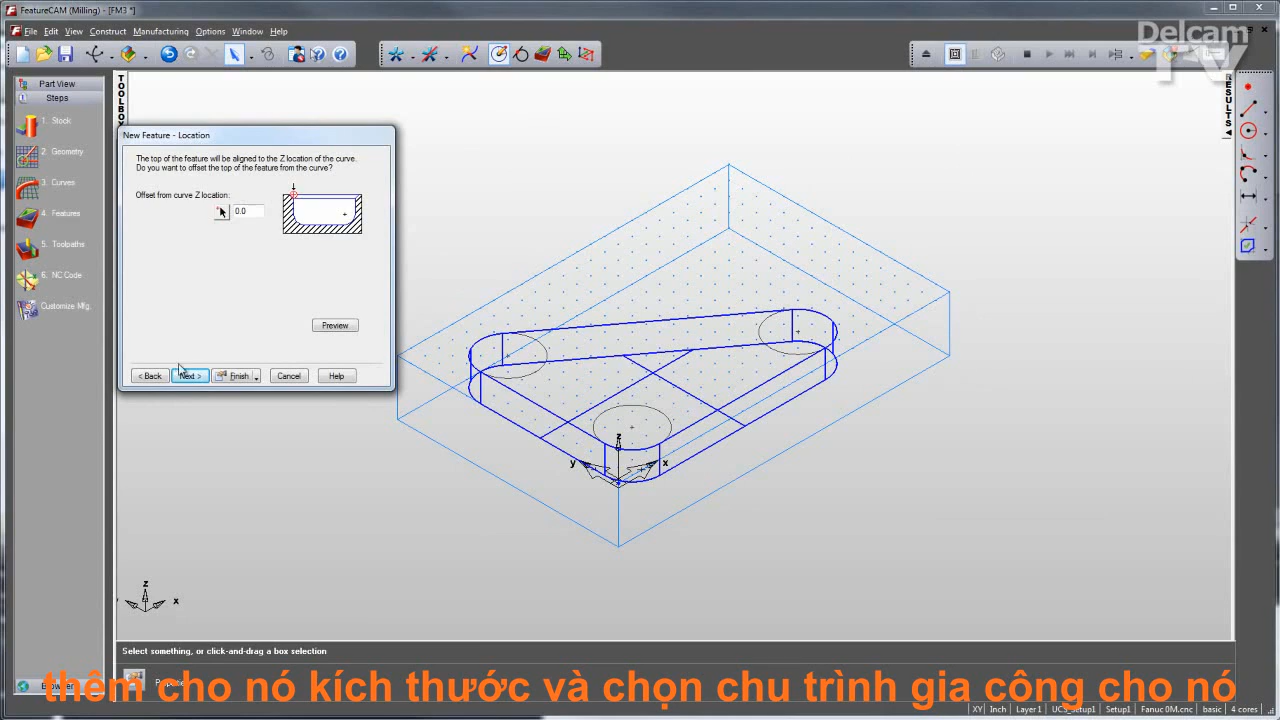 FeatureCAM (Milling) - [FM3 *]
File Edit View Construct Manufacturing Options Window Help
Delcam
TV
Part View
Steps
1. Stock
2. Geometry
3. Curves
4. Features
5. Toolpaths
6. NC Code
Customize Mfg.
TOOLBOX
RESULTS
New Feature - Location
The top of the feature will be aligned to the Z location of the curve.
Do you want to offset the top of the feature from the curve?
Offset from curve Z location:
0.0
Preview
< Back Next > Finish Cancel Help
z
y x
z
x
Select something, or click-and-drag a box selection
thêm cho nó kích thước và chọn chu trình gia công cho nó
XY Inch Layer1 Setup1 Fanuc 0M.cnc basic 4 cores